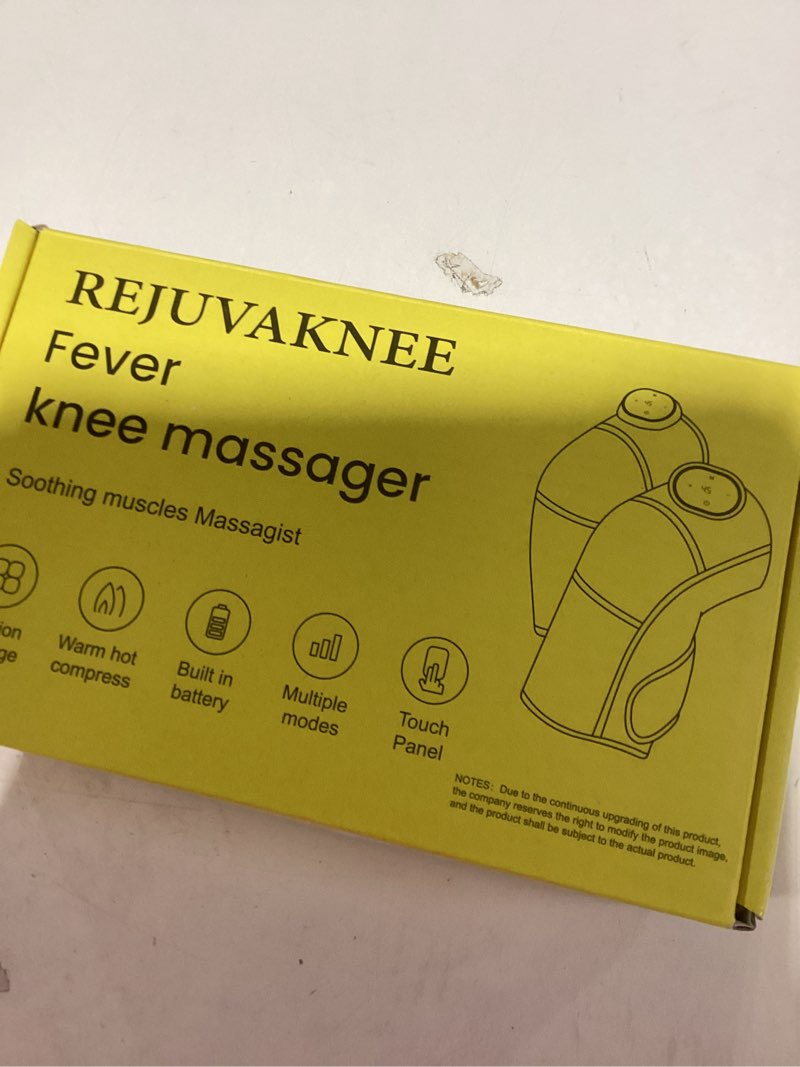 REJUVAKNEE
Fever
knee massager
Soothing muscles Massagist
Warm hot
compress
Built in
battery
Multiple
modes
Touch
Panel
45
45
NOTES: Due to the continuous upgrading of this product,
the company reserves the right to modify the product image,
and the product shall be subject to the actual product.